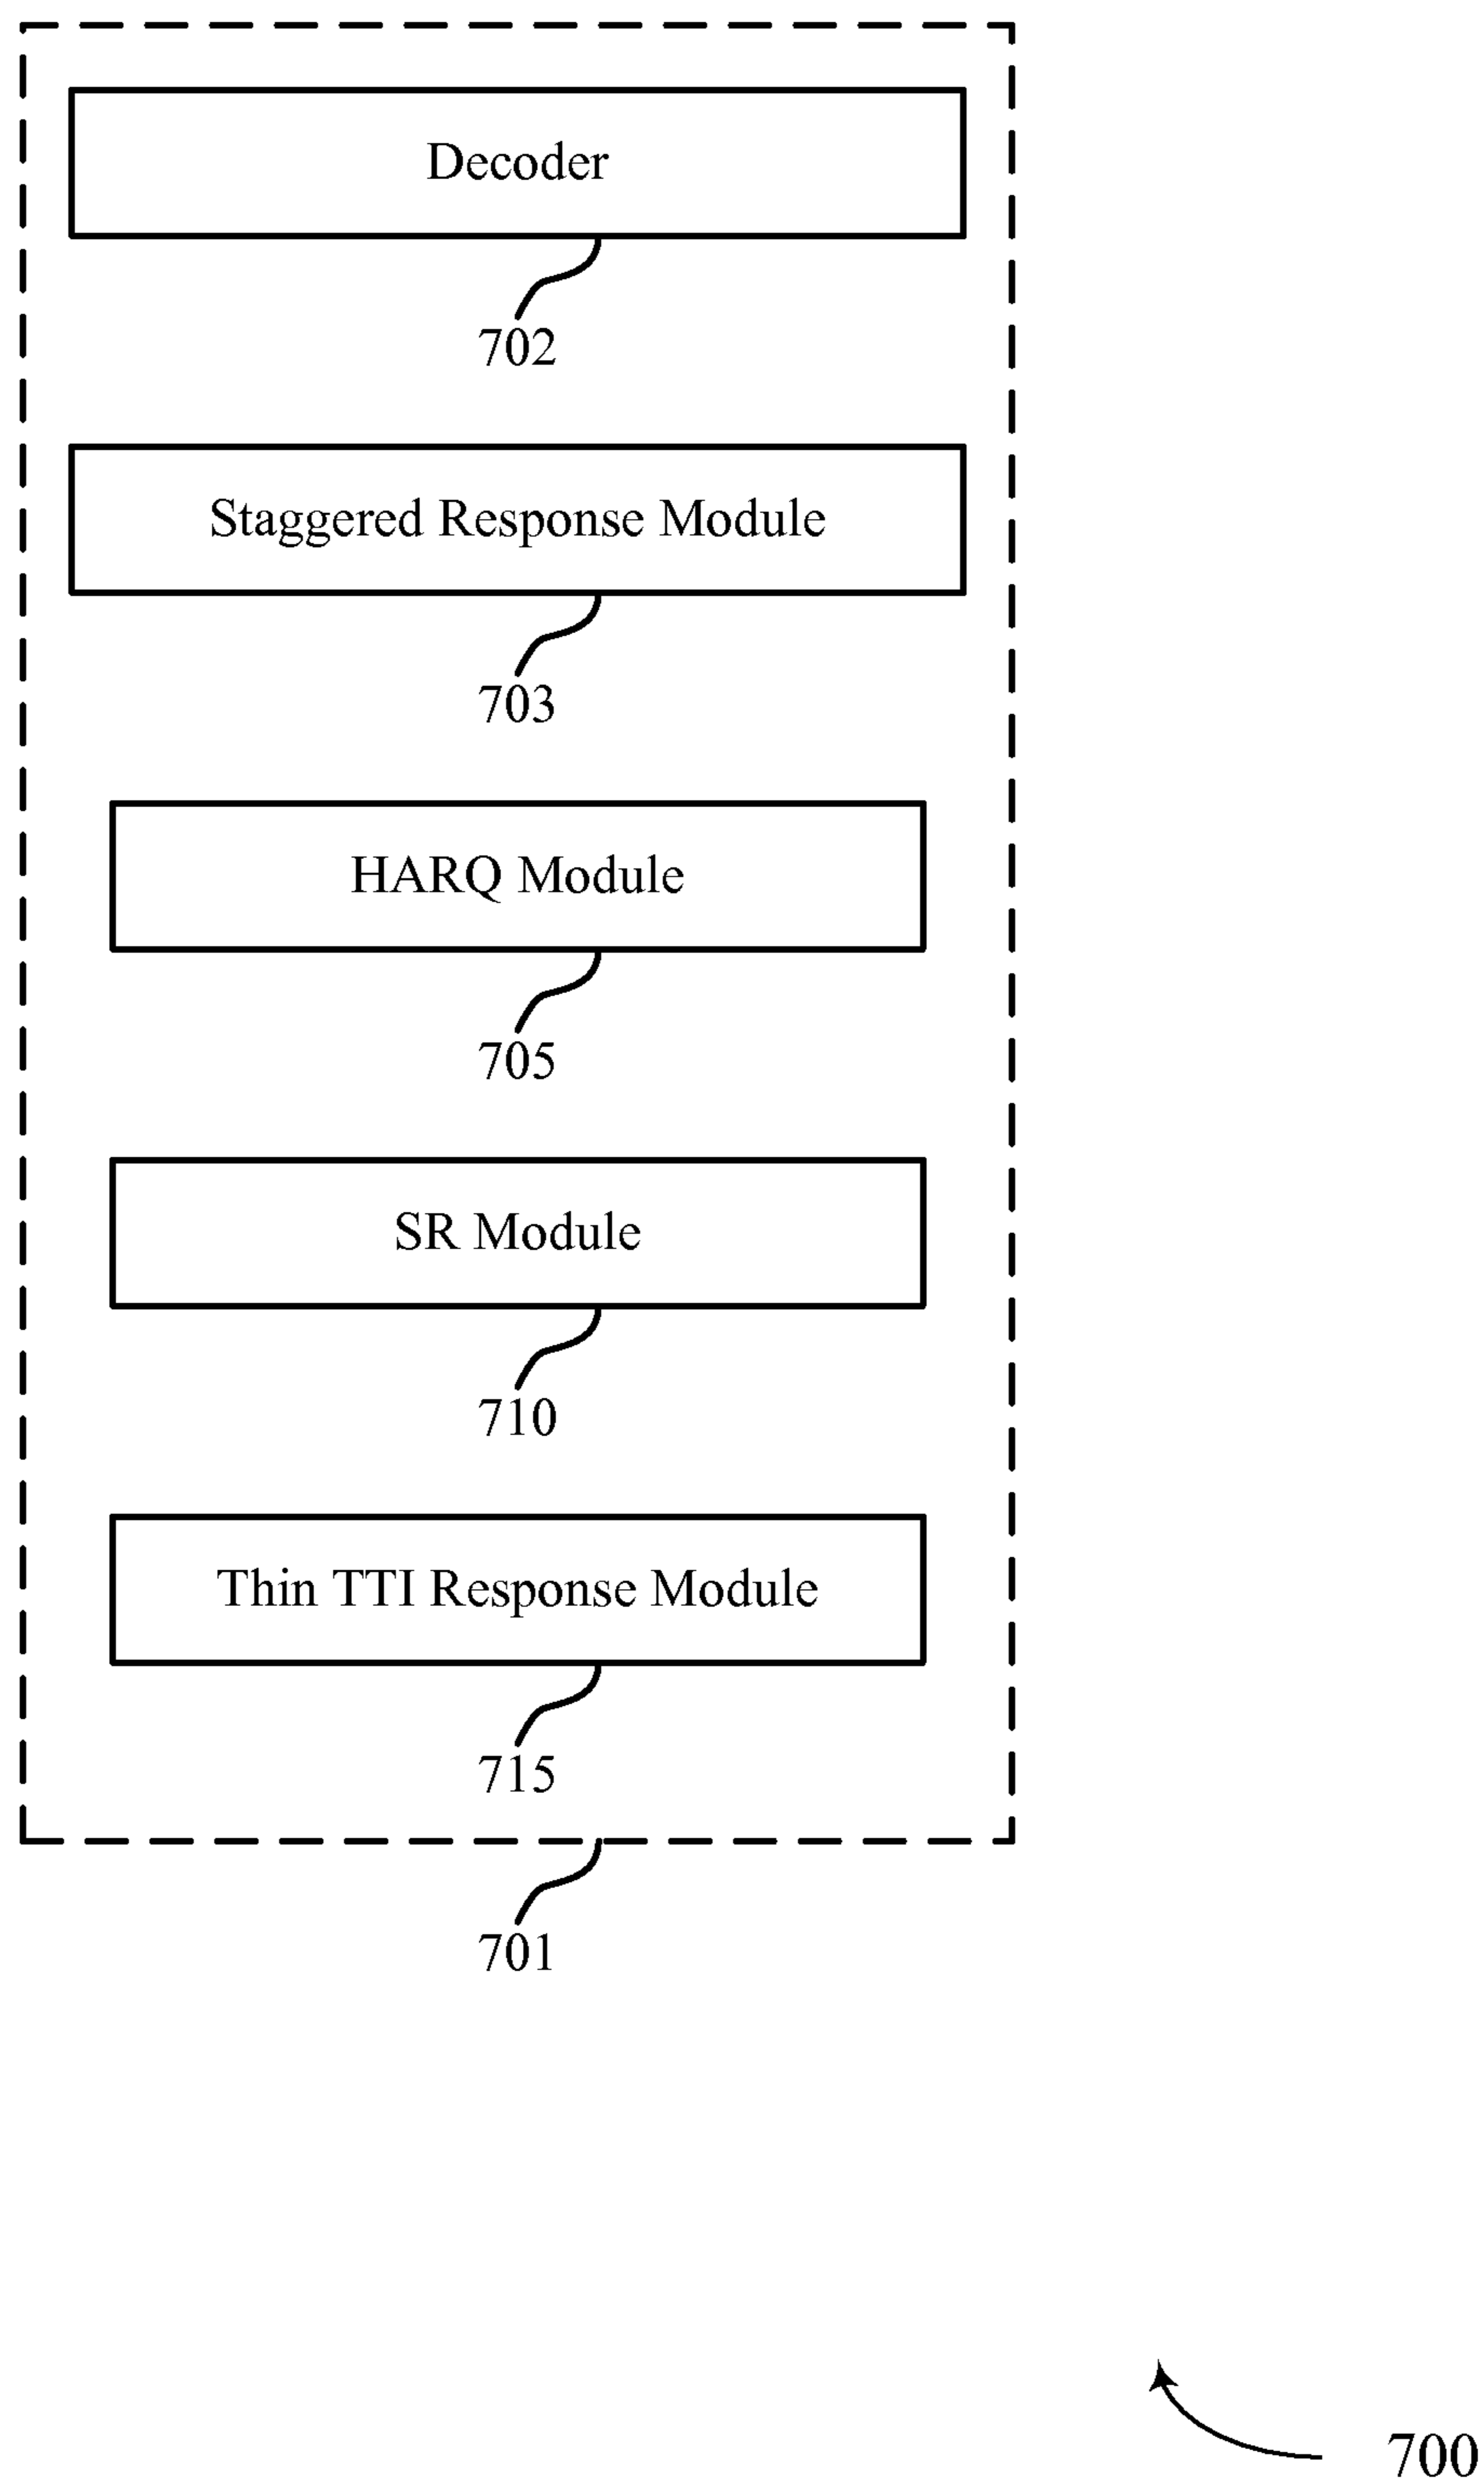 Decoder
702
Staggered Response Module
703
HARQ Module
705
SR Module
710
Thin TTI Response Module
715
701
700